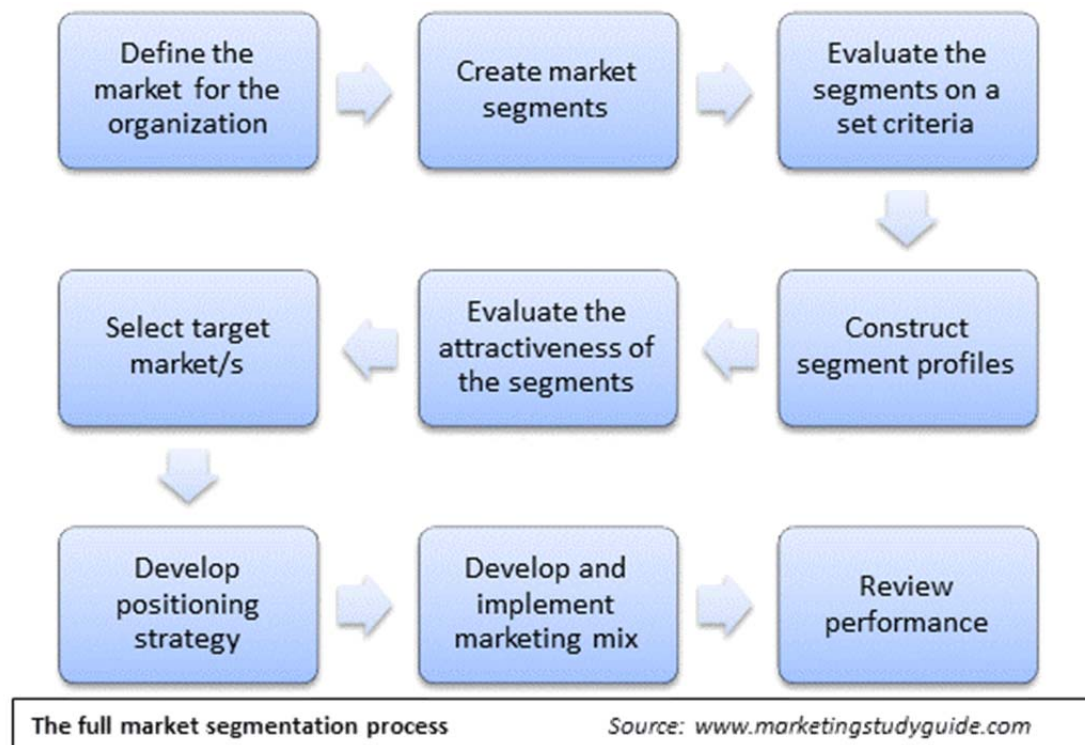 Define the
market for the
organization
Create market
segments
Evaluate the
segments on a
set criteria
Construct
segment profiles
Evaluate the
attractiveness of
the segments
Select target
market/s
Develop
positioning
strategy
Develop and
implement
marketing mix
Review
performance
The full market segmentation process
Source: www.marketingstudyguide.com